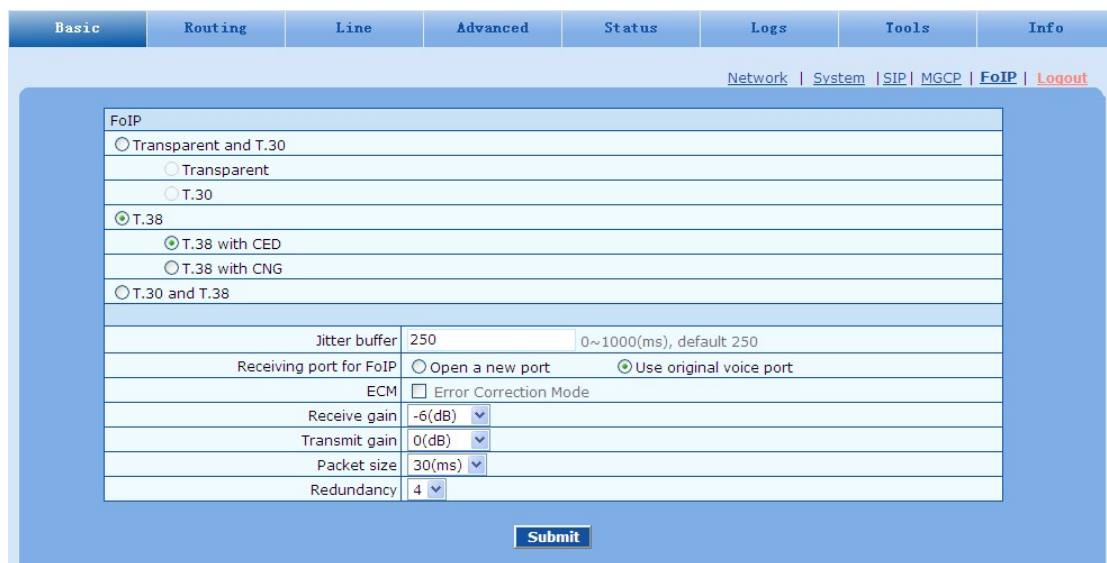 Basic Routing Line Advanced Status Logs Tools Info
Network | System | SIP | MGCP | FoIP | Logout
FoIP
Transparent and T.30
Transparent
T.30
T.38
T.38 with CED
T.38 with CNG
T.30 and T.38
Jitter buffer 250 0~1000(ms), default 250
Receiving port for FoIP Open a new port Use original voice port
ECM Error Correction Mode
Receive gain -6(dB)
Transmit gain 0(dB)
Packet size 30(ms)
Redundancy 4
Submit